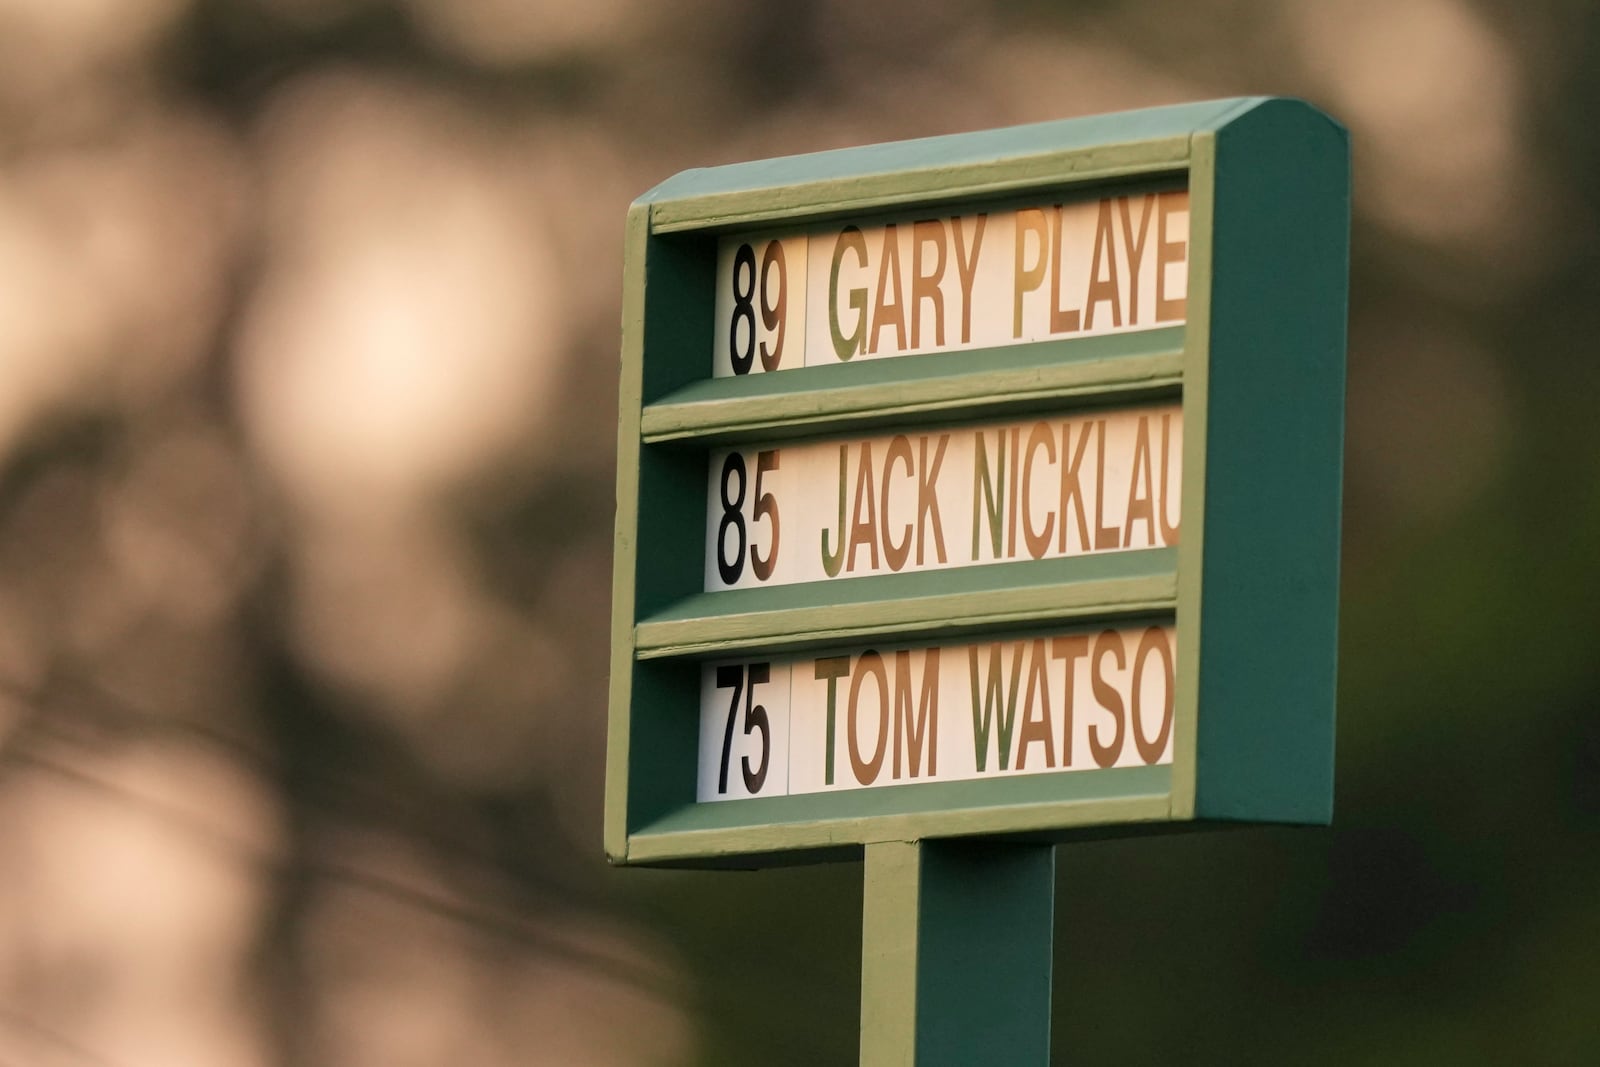 89 GARY PLAYE
85 JACK NICKLAU
75 TOM WATSO